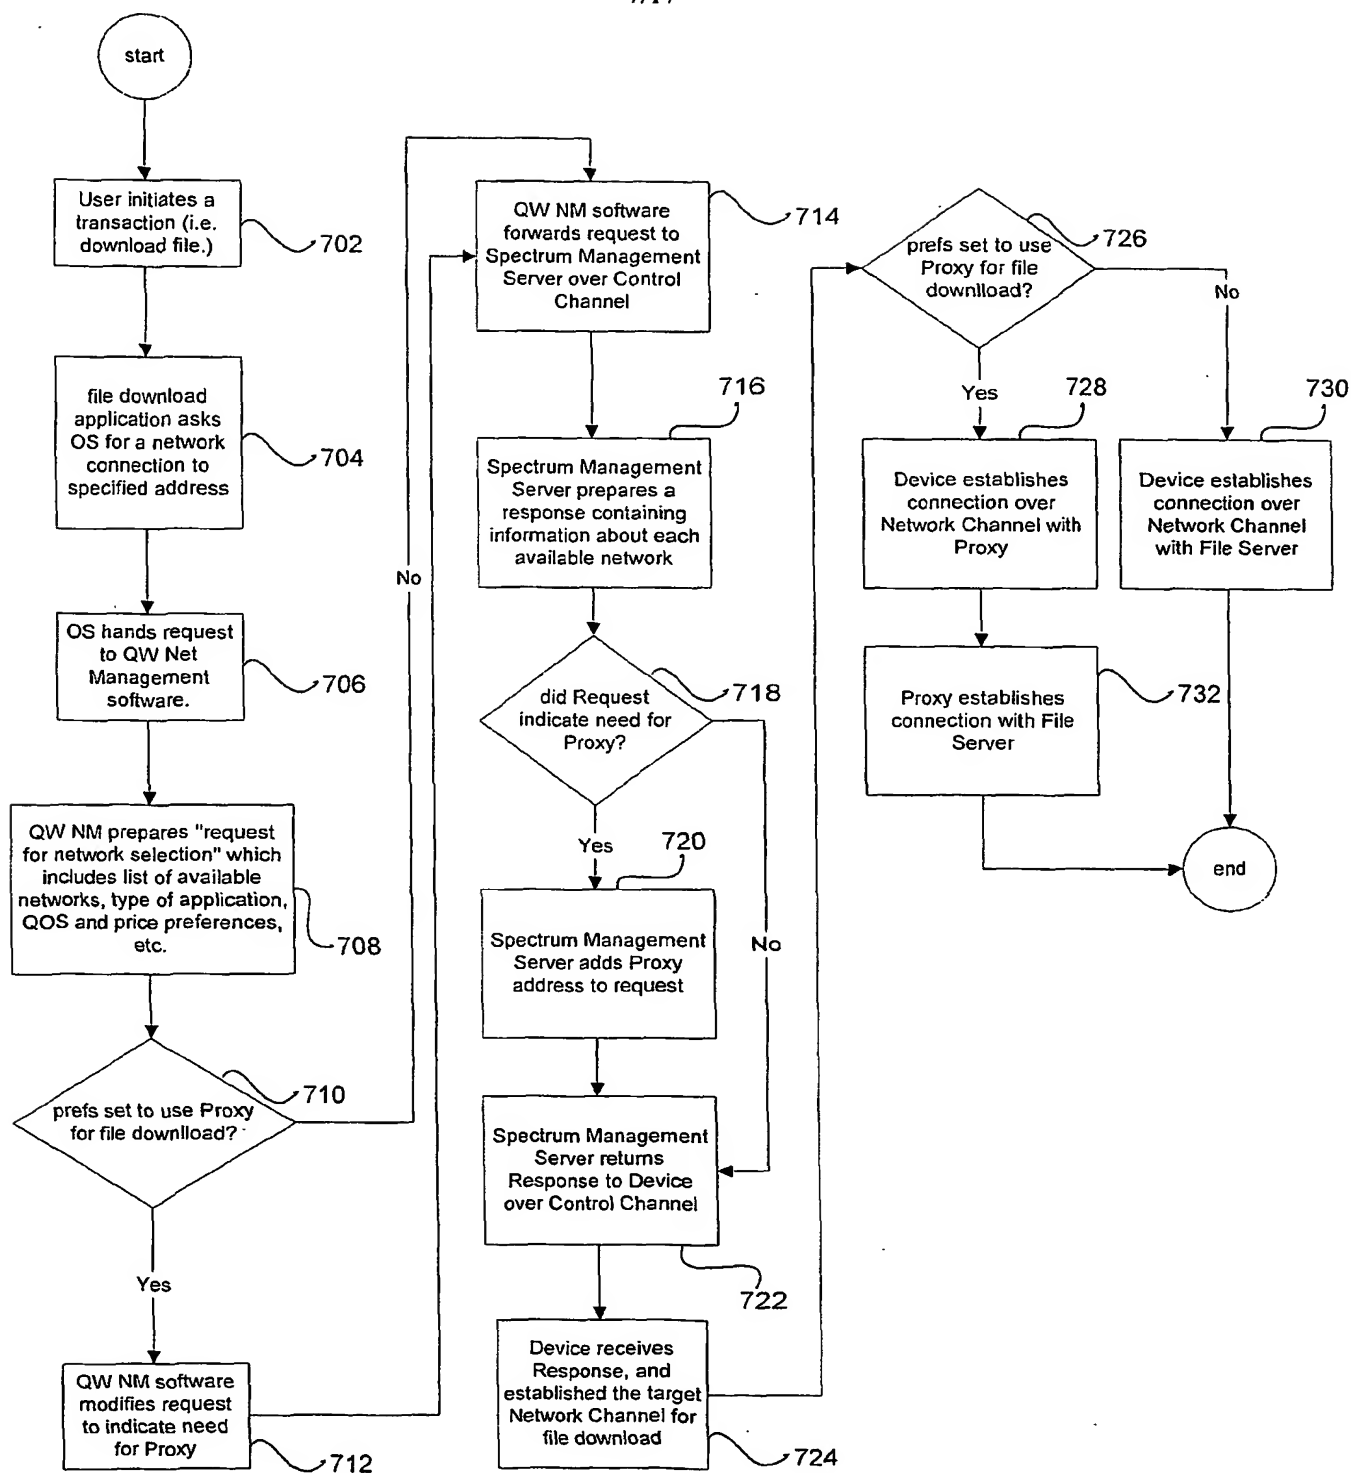 start
User initiates a
transaction (i.e.
download file.)
702
file download
application asks
OS for a network
connection to
specified address
704
OS hands request
to QW Net
Management
software.
706
QW NM prepares "request
for network selection" which
includes list of available
networks, type of application,
QOS and price preferences,
etc.
708
prefs set to use Proxy
for file downlload?
710
No
Yes
QW NM software
modifies request
to indicate need
for Proxy
712
QW NM software
forwards request to
Spectrum Management
Server over Control
Channel
714
716
Spectrum Management
Server prepares a
response containing
information about each
available network
did Request
indicate need for
Proxy?
718
Yes
No
720
Spectrum Management
Server adds Proxy
address to request
Spectrum Management
Server returns
Response to Device
over Control Channel
722
Device receives
Response, and
established the target
Network Channel for
file download
724
prefs set to use
Proxy for file
downlload?
726
No
Yes
728
Device establishes
connection over
Network Channel with
Proxy
730
Device establishes
connection over
Network Channel
with File Server
Proxy establishes
connection with File
Server
732
end